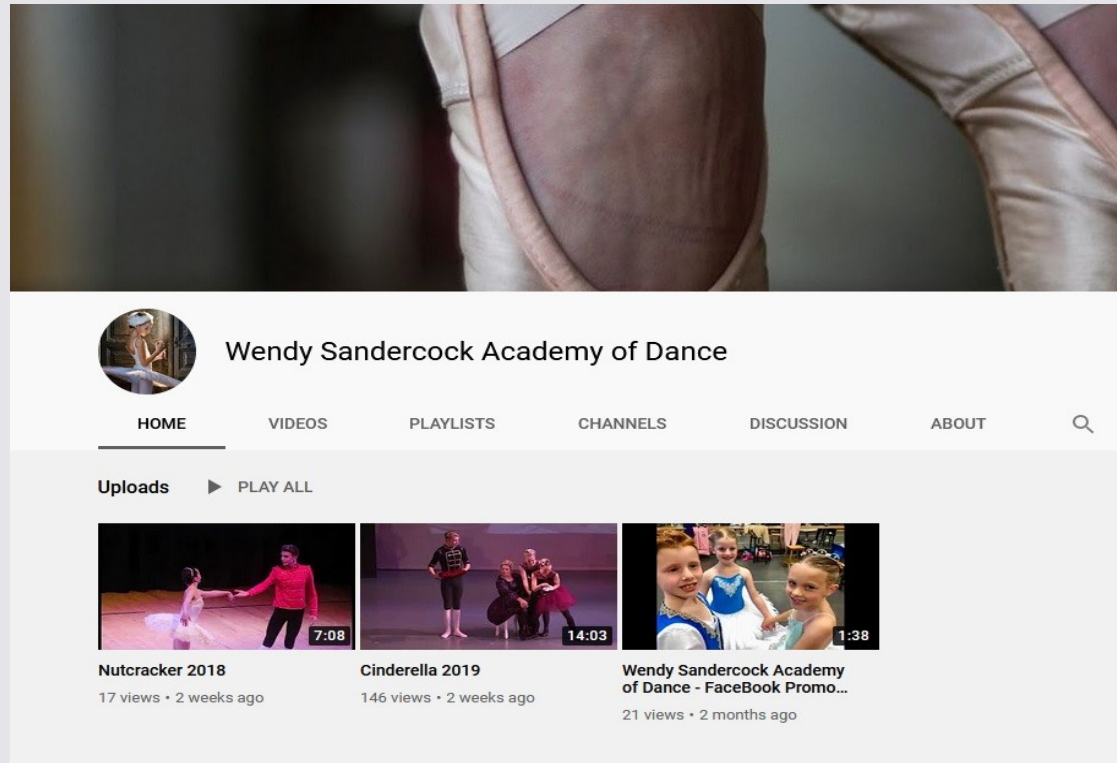 Wendy Sandercock Academy of Dance
HOME VIDEOS PLAYLISTS CHANNELS DISCUSSION ABOUT
Uploads PLAY ALL
7:08 14:03 1:38
Nutcracker 2018
17 views • 2 weeks ago
Cinderella 2019
146 views • 2 weeks ago
Wendy Sandercock Academy
of Dance - FaceBook Promo...
21 views • 2 months ago